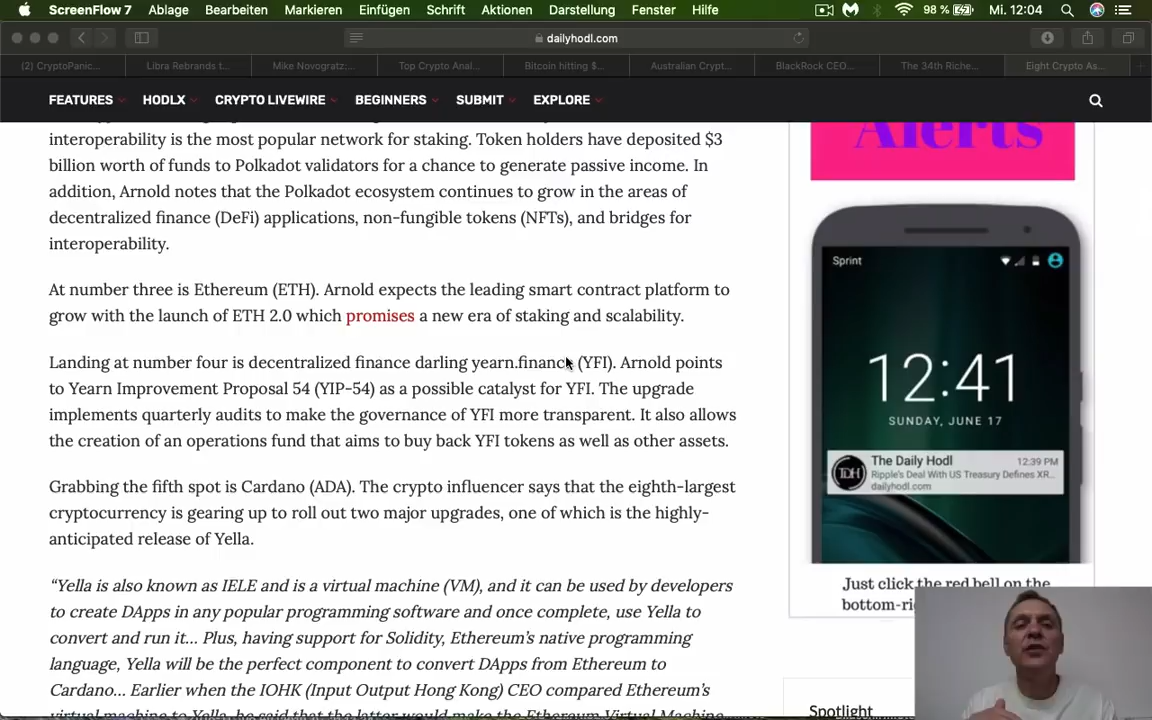 ScreenFlow 7 Ablage Bearbeiten Markieren Einfügen Schrift Aktionen Darstellung Fenster Hilfe 98 % Mi. 12:04
dailyhodl.com
(2) CryptoPanic... Libra Rebrands t... Mike Novogratz:... Top Crypto Anal... Bitcoin hitting $... Australian Crypt... BlackRock CEO... The 34th Riche... Eight Crypto As...
FEATURES HODLX CRYPTO LIVEWIRE BEGINNERS SUBMIT EXPLORE
interoperability is the most popular network for staking. Token holders have deposited $3
billion worth of funds to Polkadot validators for a chance to generate passive income. In
addition, Arnold notes that the Polkadot ecosystem continues to grow in the areas of
decentralized finance (DeFi) applications, non-fungible tokens (NFTs), and bridges for
interoperability.
At number three is Ethereum (ETH). Arnold expects the leading smart contract platform to
grow with the launch of ETH 2.0 which promises a new era of staking and scalability.
Landing at number four is decentralized finance darling yearn.finance (YFI). Arnold points
to Yearn Improvement Proposal 54 (YIP-54) as a possible catalyst for YFI. The upgrade
implements quarterly audits to make the governance of YFI more transparent. It also allows
the creation of an operations fund that aims to buy back YFI tokens as well as other assets.
Grabbing the fifth spot is Cardano (ADA). The crypto influencer says that the eighth-largest
cryptocurrency is gearing up to roll out two major upgrades, one of which is the highly-
anticipated release of Yella.
“Yella is also known as IELE and is a virtual machine (VM), and it can be used by developers
to create DApps in any popular programming software and once complete, use Yella to
convert and run it… Plus, having support for Solidity, Ethereum’s native programming
language, Yella will be the perfect component to convert DApps from Ethereum to
Cardano… Earlier when the IOHK (Input Output Hong Kong) CEO compared Ethereum’s
virtual machine to Yella, he said that the latter would make the Ethereum Virtual Machine
Alerts
Sprint
12:41
SUNDAY, JUNE 17
TDH The Daily Hodl 12:39 PM
Ripple's Deal With US Treasury Defines XR...
dailyhodl.com
Just click the red bell on the
Spotlight